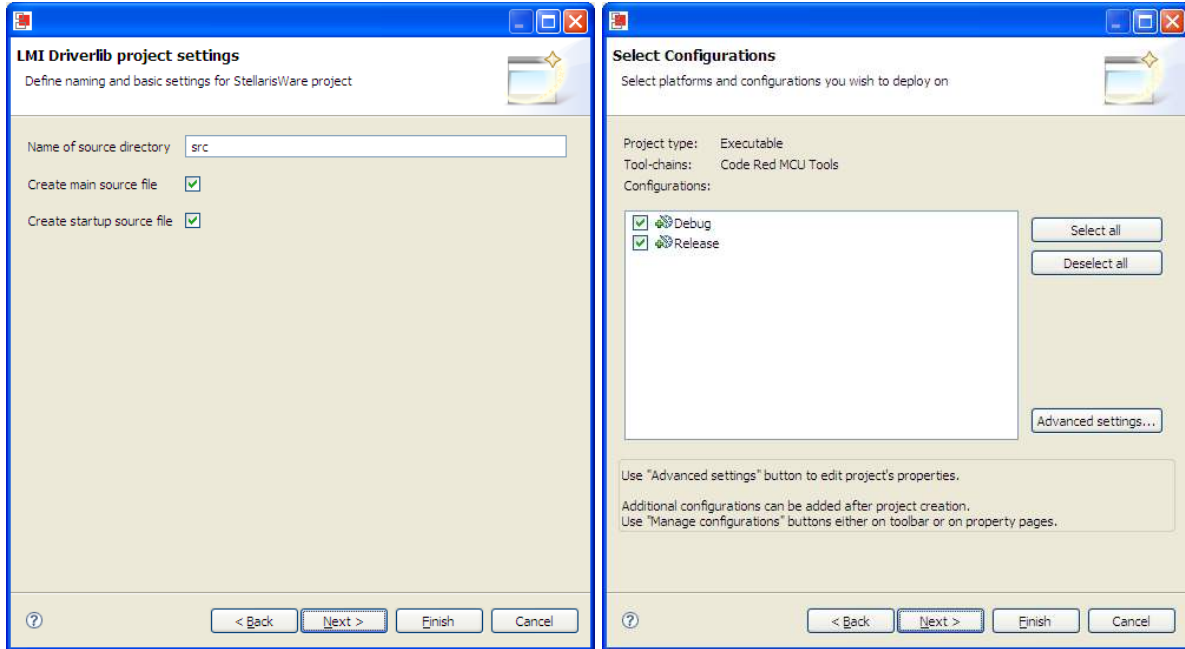 LMI Driverlib project settings
Define naming and basic settings for StellarisWare project
Name of source directory src
Create main source file
Create startup source file
? < Back Next > Finish Cancel
Select Configurations
Select platforms and configurations you wish to deploy on
Project type: Executable
Tool-chains: Code Red MCU Tools
Configurations:
Debug
Release
Select all
Deselect all
Advanced settings...
Use "Advanced settings" button to edit project's properties.
Additional configurations can be added after project creation.
Use "Manage configurations" buttons either on toolbar or on property pages.
? < Back Next > Finish Cancel